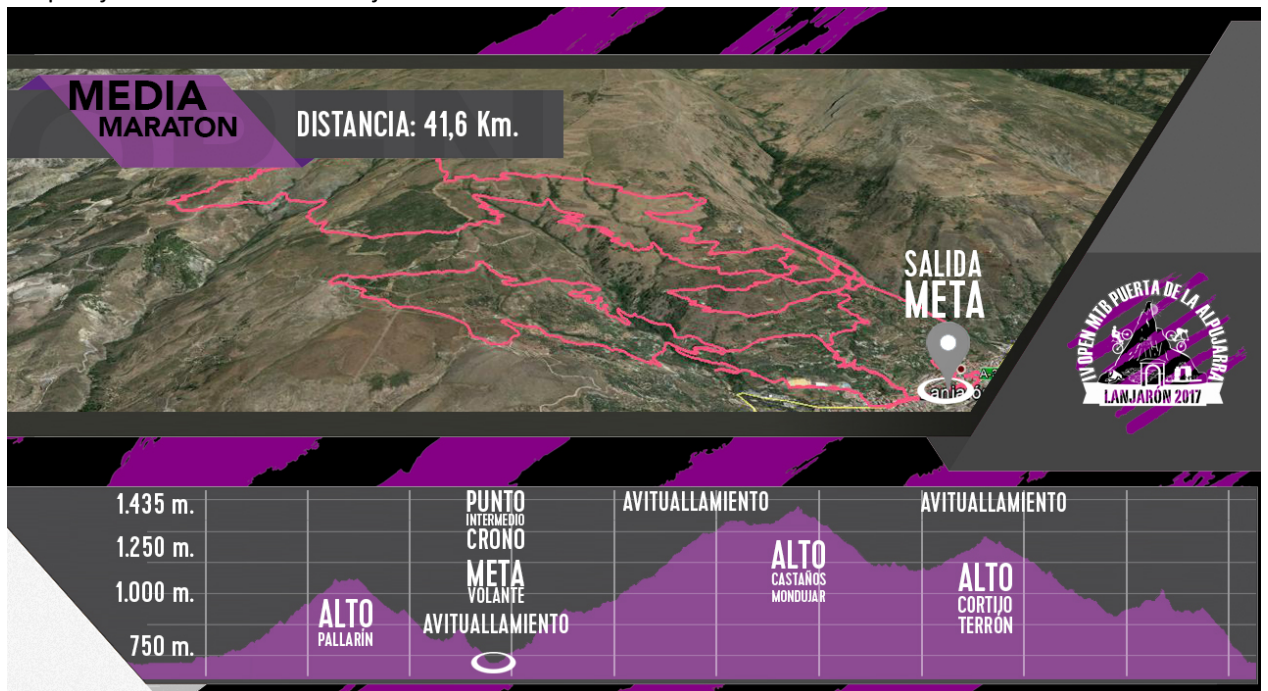 MEDIA
MARATON
DISTANCIA: 41,6 Km.
SALIDA
META
IV OPEN MTB PUERTA DE LA ALPUJARRA
LANJARÓN 2017
1.435 m.
1.250 m.
1.000 m.
750 m.
PUNTO
INTERMEDIO
CRONO
META
VOLANTE
AVITUALLAMIENTO
AVITUALLAMIENTO
AVITUALLAMIENTO
ALTO
PALLARÍN
ALTO
CASTAÑOS
MONDUJAR
ALTO
CORTIJO
TERRÓN